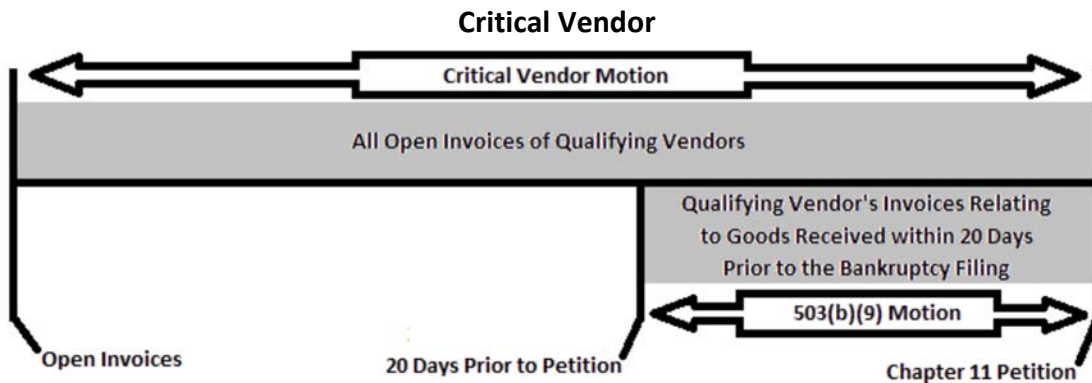 Critical Vendor
Critical Vendor Motion
All Open Invoices of Qualifying Vendors
Qualifying Vendor's Invoices Relating
to Goods Received within 20 Days
Prior to the Bankruptcy Filing
503(b)(9) Motion
Open Invoices
20 Days Prior to Petition
Chapter 11 Petition